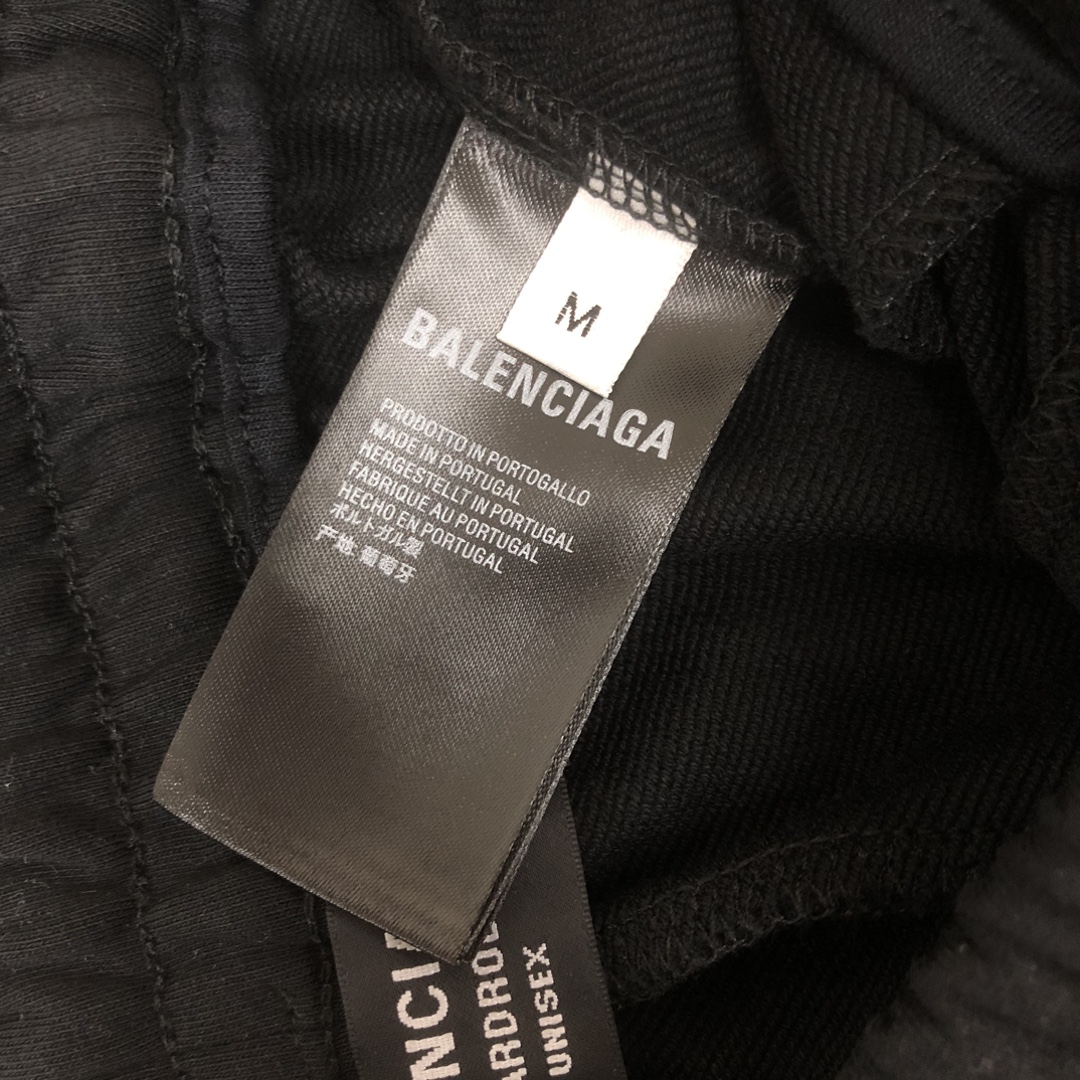 M
BALENCIAGA
PRODOTTO IN PORTOGALLO
MADE IN PORTUGAL
HERGESTELLT IN PORTUGAL
FABRIQUE AU PORTUGAL
HECHO EN PORTUGAL
ポルトガル製
产地: 葡萄牙
UNISEX